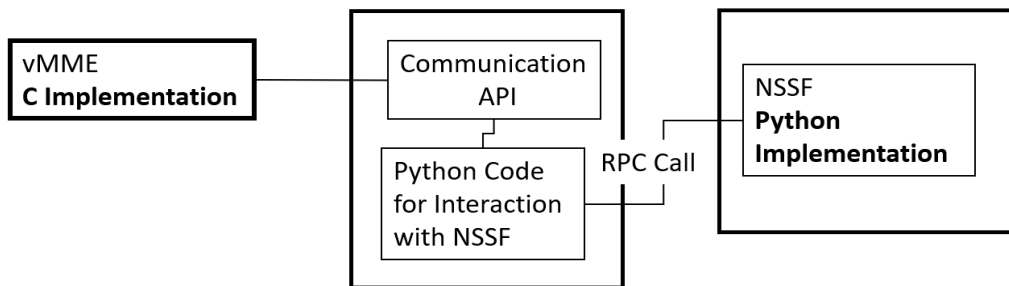 vMME
C Implementation
Communication
API
Python Code
for Interaction
with NSSF
RPC Call
NSSF
Python
Implementation